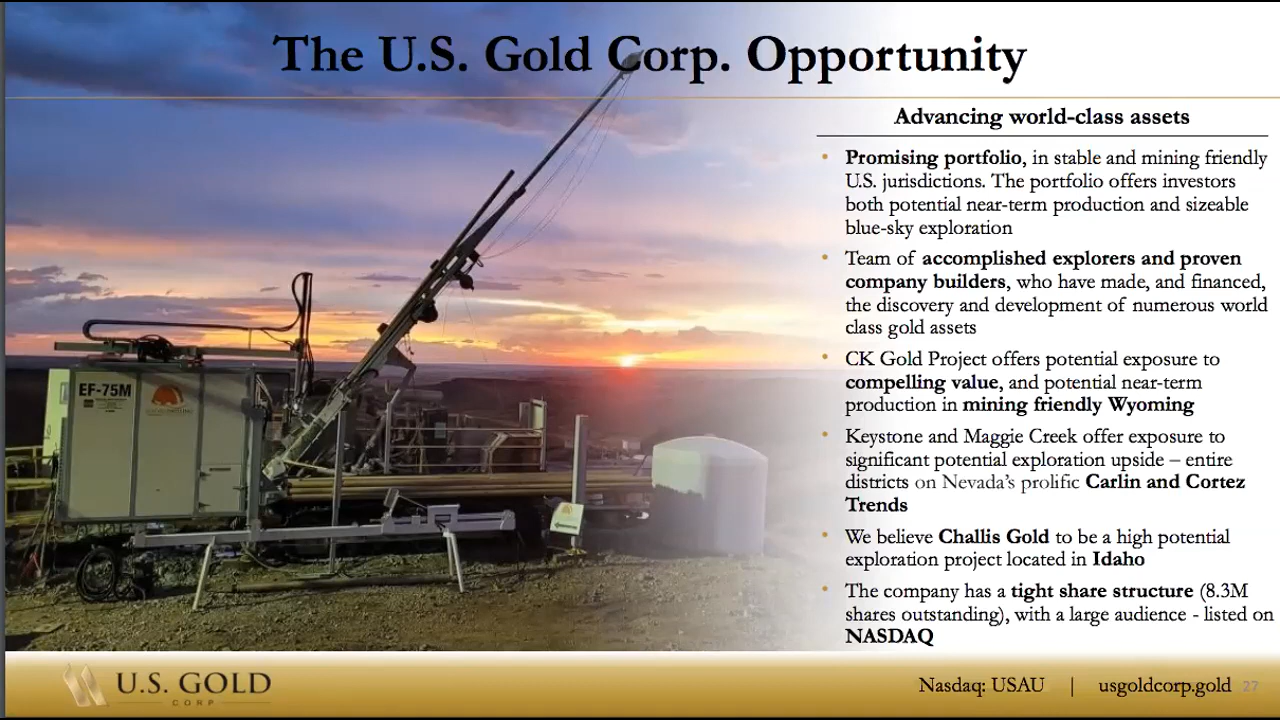 The U.S. Gold Corp. Opportunity
Advancing world-class assets
• Promising portfolio, in stable and mining friendly
U.S. jurisdictions. The portfolio offers investors
both potential near-term production and sizeable
blue-sky exploration
• Team of accomplished explorers and proven
company builders, who have made, and financed,
the discovery and development of numerous world
class gold assets
• CK Gold Project offers potential exposure to
compelling value, and potential near-term
production in mining friendly Wyoming
• Keystone and Maggie Creek offer exposure to
significant potential exploration upside – entire
districts on Nevada's prolific Carlin and Cortez
Trends
• We believe Challis Gold to be a high potential
exploration project located in Idaho
• The company has a tight share structure (8.3M
shares outstanding), with a large audience - listed on
NASDAQ
EF-75M
U.S. GOLD
CORP
Nasdaq: USAU | usgoldcorp.gold 27